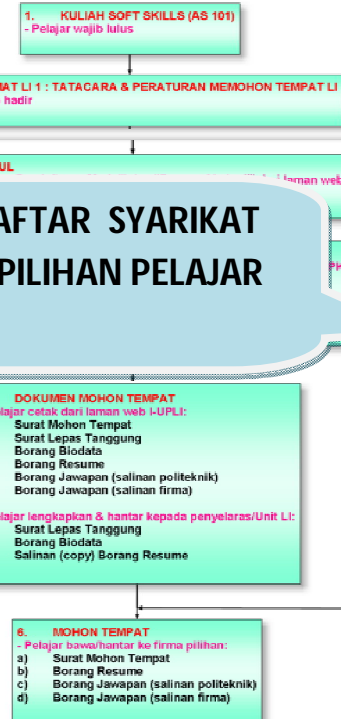 1. KULIAH SOFT SKILLS (AS 101)
- Pelajar wajib lulus
MAT LI 1 : TATACARA & PERATURAN MEMOHON TEMPAT LI
hadir
UL
laman web
AFTAR SYARIKAT
PILIHAN PELAJAR
DOKUMEN MOHON TEMPAT
elajar cetak dari laman web I-UPLI:
Surat Mohon Tempat
Surat Lepas Tanggung
Borang Biodata
Borang Resume
Borang Jawapan (salinan politeknik)
Borang Jawapan (salinan firma)
elajar lengkapkan & hantar kepada penyelaras/Unit LI:
Surat Lepas Tanggung
Borang Biodata
Salinan (copy) Borang Resume
6. MOHON TEMPAT
- Pelajar bawa/hantar ke firma pilihan:
a) Surat Mohon Tempat
b) Borang Resume
c) Borang Jawapan (salinan politeknik)
d) Borang Jawapan (salinan firma)